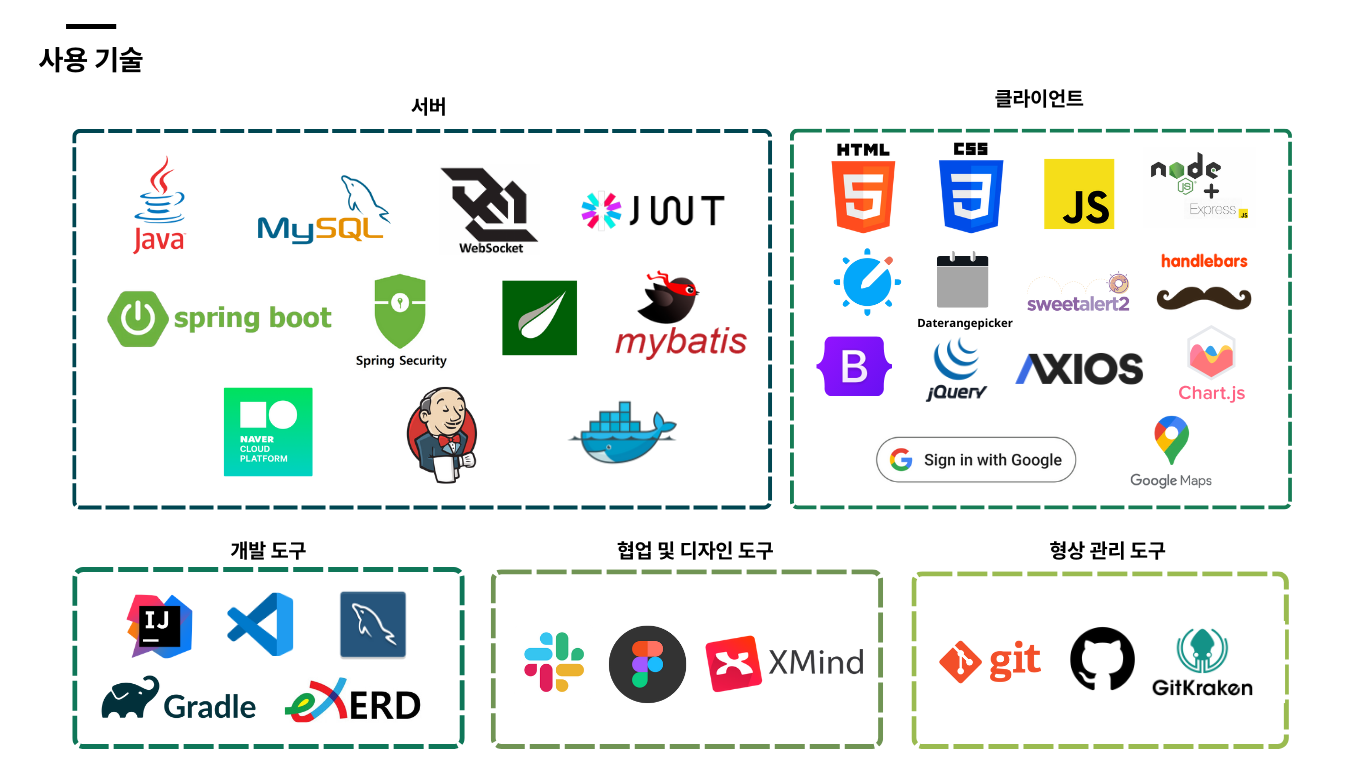 사용 기술
서버
Java
MySQL
WebSocket
JWT
spring boot
Spring Security
mybatis
NAVER
CLOUD
PLATFORM
클라이언트
HTML
5
CSS
3
JS
node
JS
+
Express
JS
Daterangepicker
sweetalert2
handlebars
B
jQuery
AXIOS
Chart.js
G Sign in with Google
Google Maps
개발 도구
IJ
Gradle
eXERD
협업 및 디자인 도구
XMind
형상 관리 도구
git
GitKraken